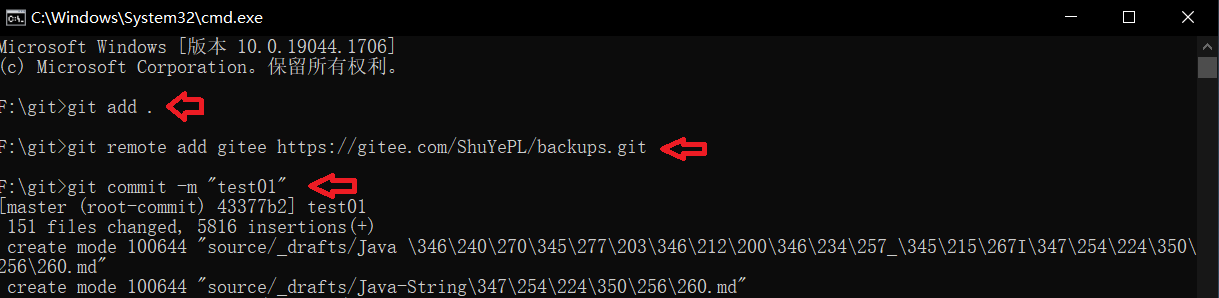 C:\Windows\System32\cmd.exe
Microsoft Windows [版本 10.0.19044.1706]
(c) Microsoft Corporation。保留所有权利。
F:\git>git add .
F:\git>git remote add gitee https://gitee.com/ShuYePL/backups.git
F:\git>git commit -m "test01"
[master (root-commit) 43377b2] test01
151 files changed, 5816 insertions(+)
create mode 100644 "source/_drafts/Java \346\240\270\345\277\203\346\212\200\346\234\257_\345\215\267I\347\254\224\350\
256\260.md"
create mode 100644 "source/_drafts/Java-String\347\254\224\350\256\260.md"